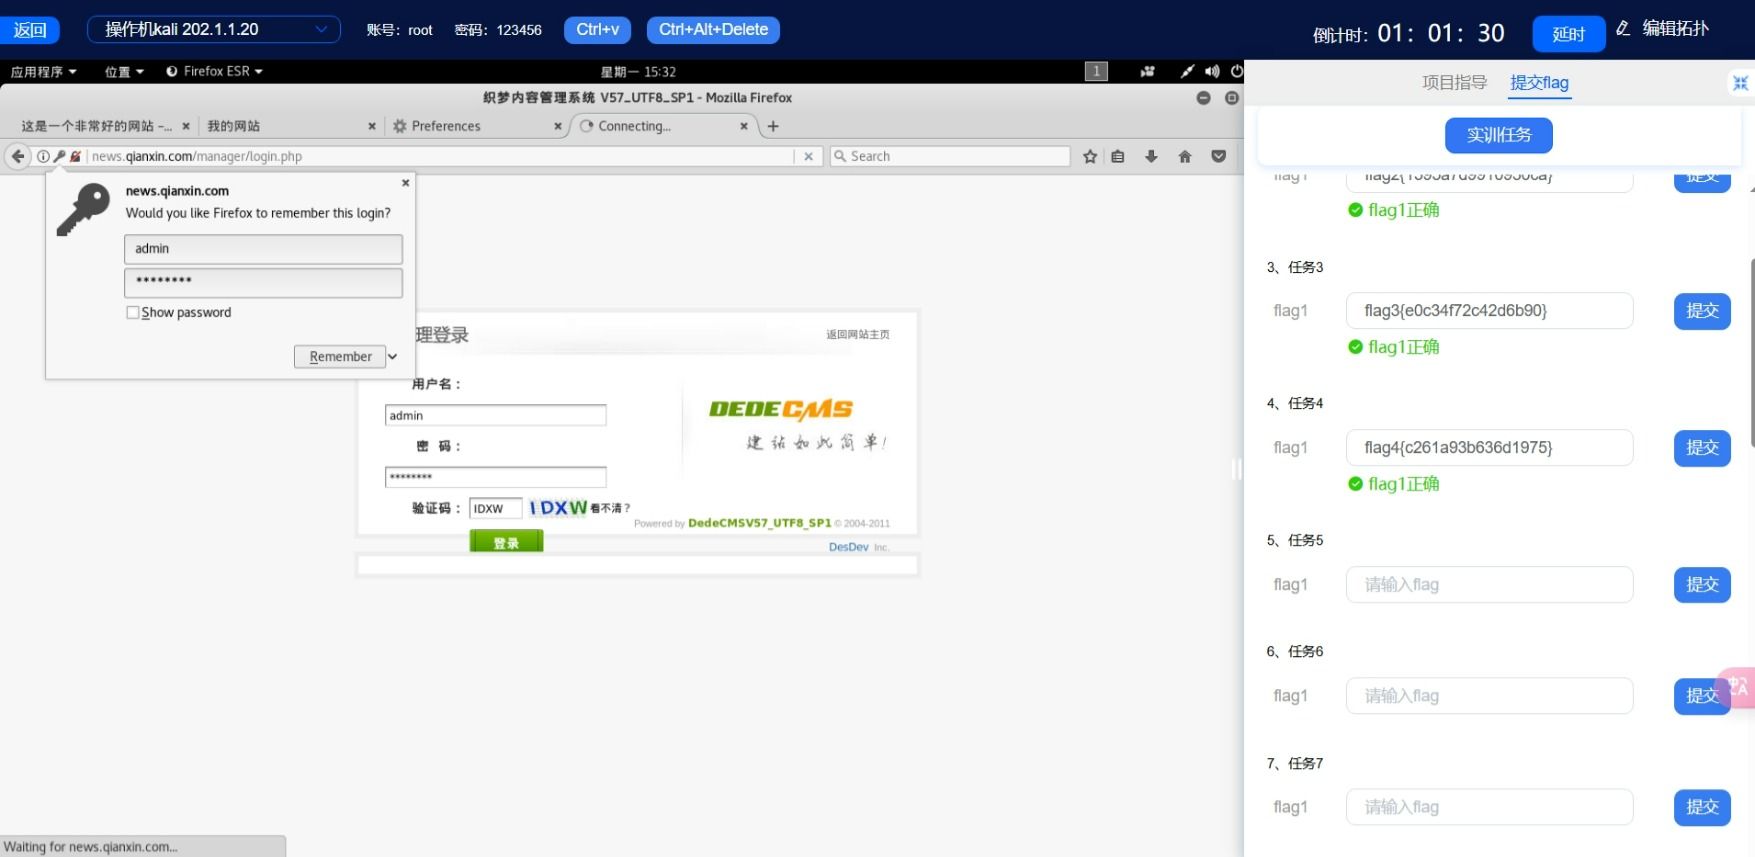 返回
操作机kali 202.1.1.20
账号：root
密码：123456
Ctrl+v
Ctrl+Alt+Delete
倒计时：01：01：30
延时
编辑拓扑
应用程序
位置
Firefox ESR
星期一 15:32
1
织梦内容管理系统 V57_UTF8_SP1 - Mozilla Firefox
这是一个非常好的网站 –...
我的网站
Preferences
Connecting...
news.qianxin.com/manager/login.php
Search
news.qianxin.com
Would you like Firefox to remember this login?
admin
********
Show password
Remember
理登录
返回网站主页
用户名：
admin
密 码：
********
验证码：
IDXW
IDXW
看不清？
登录
DEDECMS
建站如此简单!
Powered by DedeCMSV57_UTF8_SP1 © 2004-2011
DesDev Inc.
Waiting for news.qianxin.com...
项目指导
提交flag
实训任务
flag1
flag2{1393a7d9916930ca}
提交
flag1正确
3、任务3
flag1
flag3{e0c34f72c42d6b90}
提交
flag1正确
4、任务4
flag1
flag4{c261a93b636d1975}
提交
flag1正确
5、任务5
flag1
请输入flag
提交
6、任务6
flag1
请输入flag
提交
7、任务7
flag1
请输入flag
提交